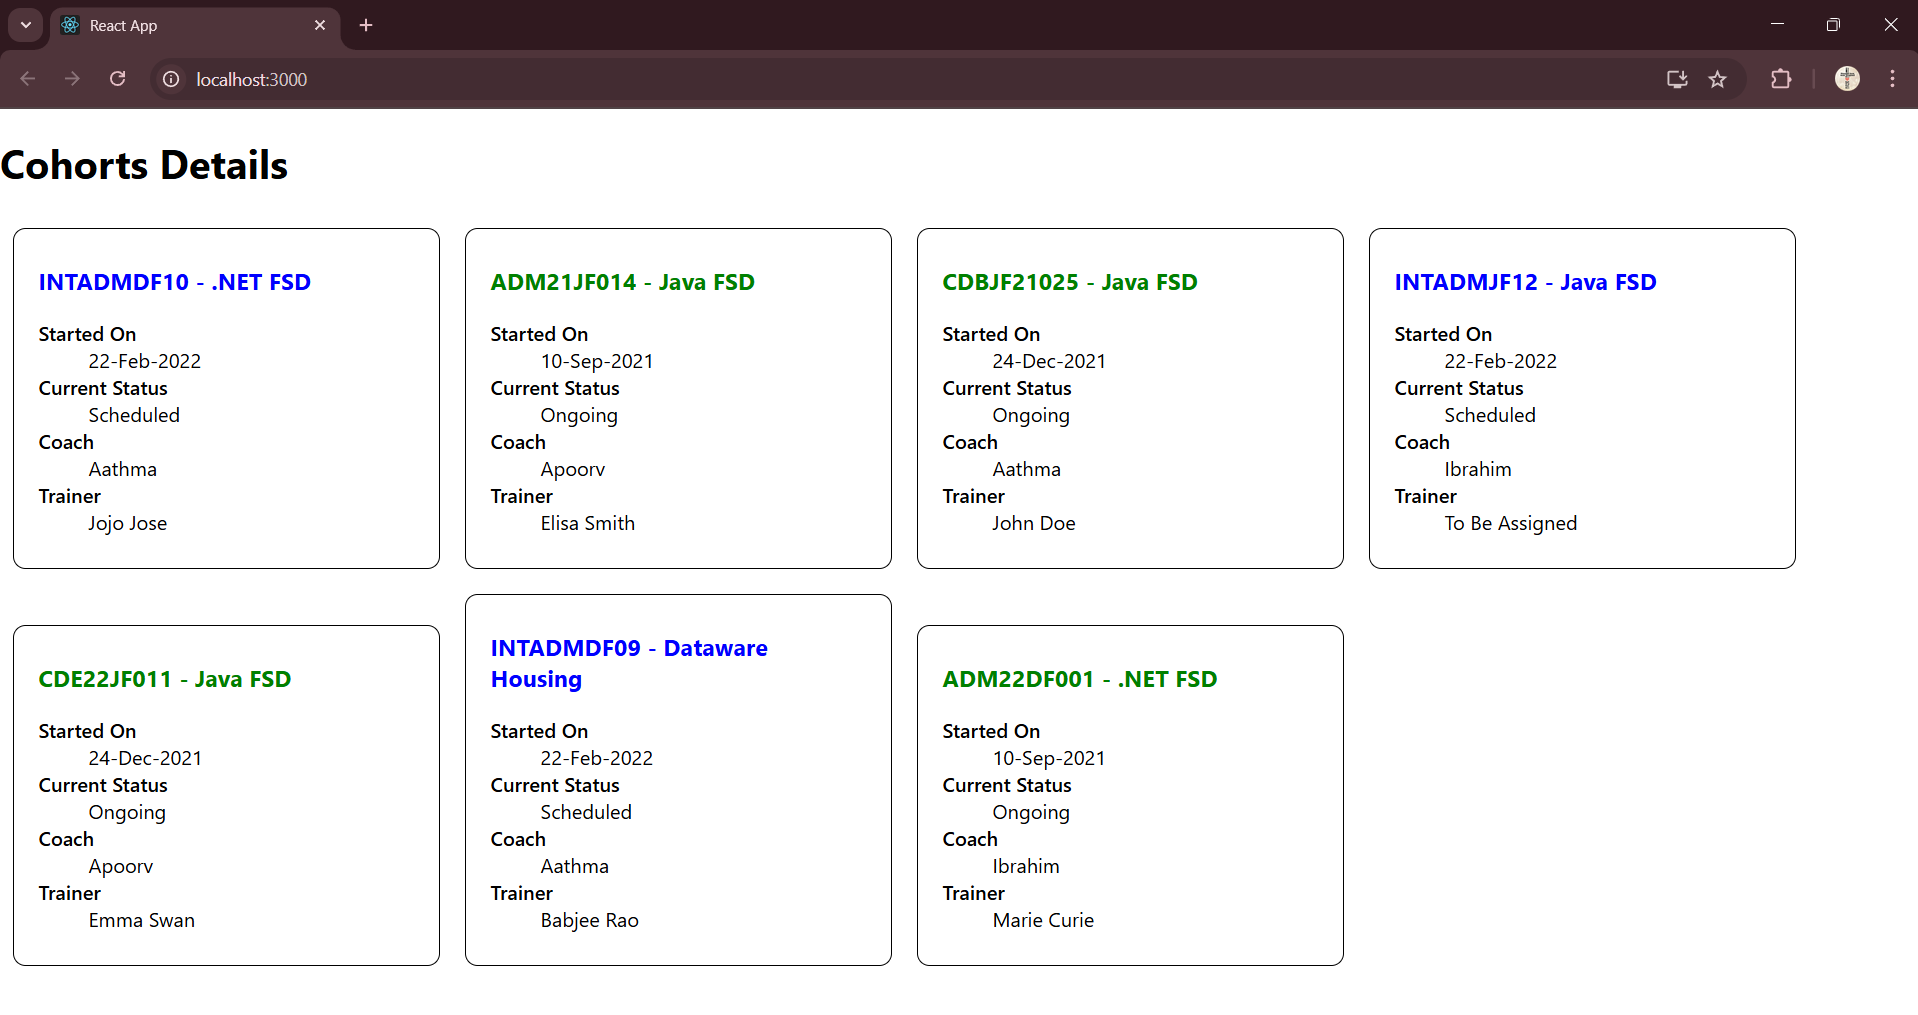 React App
localhost:3000
Cohorts Details
INTADMDF10 - .NET FSD
Started On
22-Feb-2022
Current Status
Scheduled
Coach
Aathma
Trainer
Jojo Jose
ADM21JF014 - Java FSD
Started On
10-Sep-2021
Current Status
Ongoing
Coach
Apoorv
Trainer
Elisa Smith
CDBJF21025 - Java FSD
Started On
24-Dec-2021
Current Status
Ongoing
Coach
Aathma
Trainer
John Doe
INTADMJF12 - Java FSD
Started On
22-Feb-2022
Current Status
Scheduled
Coach
Ibrahim
Trainer
To Be Assigned
CDE22JF011 - Java FSD
Started On
24-Dec-2021
Current Status
Ongoing
Coach
Apoorv
Trainer
Emma Swan
INTADMDF09 - Dataware
Housing
Started On
22-Feb-2022
Current Status
Scheduled
Coach
Aathma
Trainer
Babjee Rao
ADM22DF001 - .NET FSD
Started On
10-Sep-2021
Current Status
Ongoing
Coach
Ibrahim
Trainer
Marie Curie